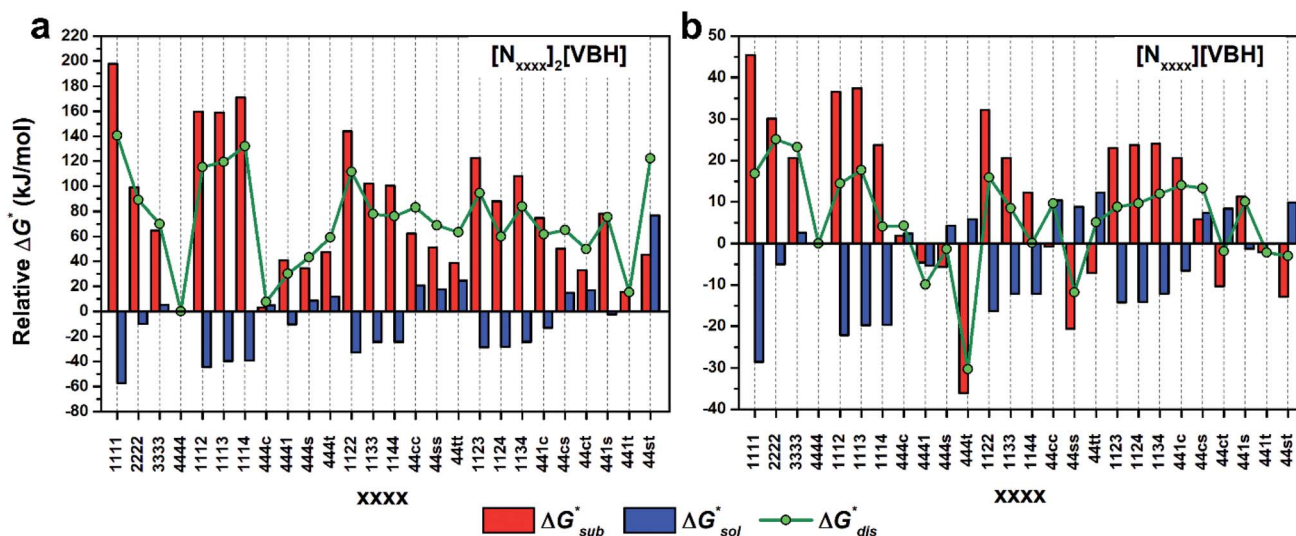 a
[Nxxxx]2[VBH]
Relative ΔG* (kJ/mol)
220
200
180
160
140
120
100
80
60
40
20
0
-20
-40
-60
-80
1111
2222
3333
4444
1112
1113
1114
444c
4441
444s
444t
1122
1133
1144
44cc
44ss
44tt
1123
1124
1134
441c
44cs
44ct
441s
441t
44st
xxxx
b
[Nxxxx][VBH]
50
40
30
20
10
0
-10
-20
-30
-40
1111
2222
3333
4444
1112
1113
1114
444c
4441
444s
444t
1122
1133
1144
44cc
44ss
44tt
1123
1124
1134
441c
44cs
44ct
441s
441t
44st
xxxx
ΔG*sub ΔG*sol ΔG*dis